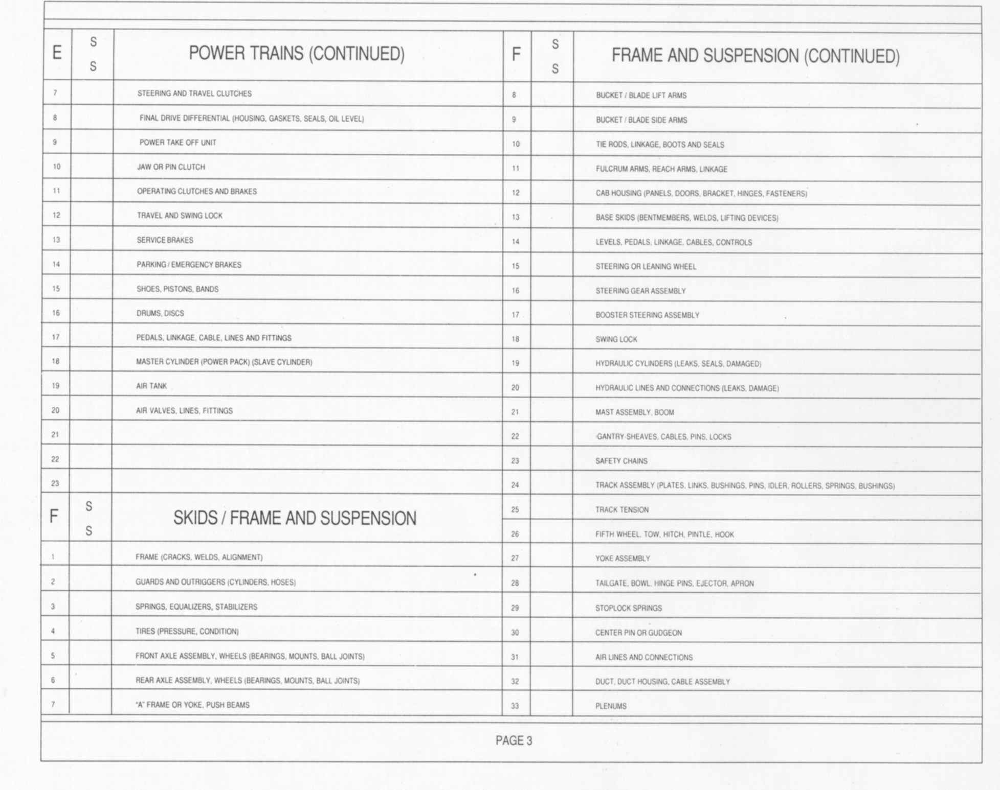 E S S POWER TRAINS (CONTINUED)
7 STEERING AND TRAVEL CLUTCHES
8 FINAL DRIVE DIFFERENTIAL (HOUSING, GASKETS, SEALS, OIL LEVEL)
9 POWER TAKE OFF UNIT
10 JAW OR PIN CLUTCH
11 OPERATING CLUTCHES AND BRAKES
12 TRAVEL AND SWING LOCK
13 SERVICE BRAKES
14 PARKING / EMERGENCY BRAKES
15 SHOES, PISTONS, BANDS
16 DRUMS, DISCS
17 PEDALS, LINKAGE, CABLE, LINES AND FITTINGS
18 MASTER CYLINDER (POWER PACK) (SLAVE CYLINDER)
19 AIR TANK
20 AIR VALVES, LINES, FITTINGS
21
22
23
F S S SKIDS / FRAME AND SUSPENSION
1 FRAME (CRACKS, WELDS, ALIGNMENT)
2 GUARDS AND OUTRIGGERS (CYLINDERS, HOSES)
3 SPRINGS, EQUALIZERS, STABILIZERS
4 TIRES (PRESSURE, CONDITION)
5 FRONT AXLE ASSEMBLY, WHEELS (BEARINGS, MOUNTS, BALL JOINTS)
6 REAR AXLE ASSEMBLY, WHEELS (BEARINGS, MOUNTS, BALL JOINTS)
7 "A" FRAME OR YOKE, PUSH BEAMS
F S S FRAME AND SUSPENSION (CONTINUED)
8 BUCKET / BLADE LIFT ARMS
9 BUCKET / BLADE SIDE ARMS
10 TIE RODS, LINKAGE, BOOTS AND SEALS
11 FULCRUM ARMS, REACH ARMS, LINKAGE
12 CAB HOUSING (PANELS, DOORS, BRACKET, HINGES, FASTENERS)
13 BASE SKIDS (BENTMEMBERS, WELDS, LIFTING DEVICES)
14 LEVELS, PEDALS, LINKAGE, CABLES, CONTROLS
15 STEERING OR LEANING WHEEL
16 STEERING GEAR ASSEMBLY
17 BOOSTER STEERING ASSEMBLY
18 SWING LOCK
19 HYDRAULIC CYLINDERS (LEAKS, SEALS, DAMAGED)
20 HYDRAULIC LINES AND CONNECTIONS (LEAKS, DAMAGE)
21 MAST ASSEMBLY, BOOM
22 GANTRY-SHEAVES, CABLES, PINS, LOCKS
23 SAFETY CHAINS
24 TRACK ASSEMBLY (PLATES, LINKS, BUSHINGS, PINS, IDLER, ROLLERS, SPRINGS, BUSHINGS)
25 TRACK TENSION
26 FIFTH WHEEL, TOW, HITCH, PINTLE, HOOK
27 YOKE ASSEMBLY
28 TAILGATE, BOWL, HINGE PINS, EJECTOR, APRON
29 STOPLOCK SPRINGS
30 CENTER PIN OR GUDGEON
31 AIR LINES AND CONNECTIONS
32 DUCT, DUCT HOUSING, CABLE ASSEMBLY
33 PLENUMS
PAGE 3